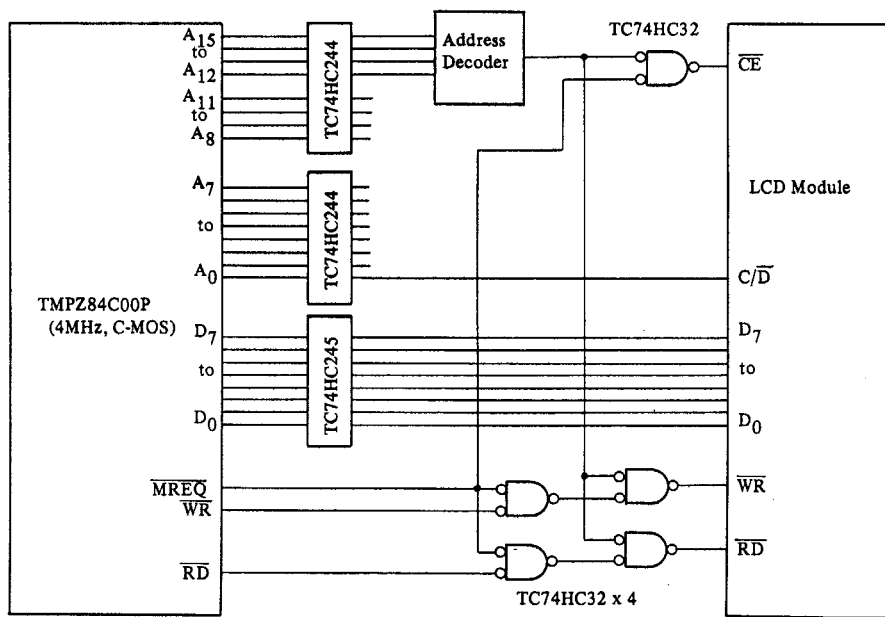 A15
to
A12
A11
to
A8
TC74HC244
Address
Decoder
TC74HC32
CE
A7
to
A0
TC74HC244
LCD Module
C/D
TMPZ84C00P
(4MHz, C-MOS)
D7
to
D0
TC74HC245
D7
to
D0
MREQ
WR
RD
WR
RD
TC74HC32 x 4